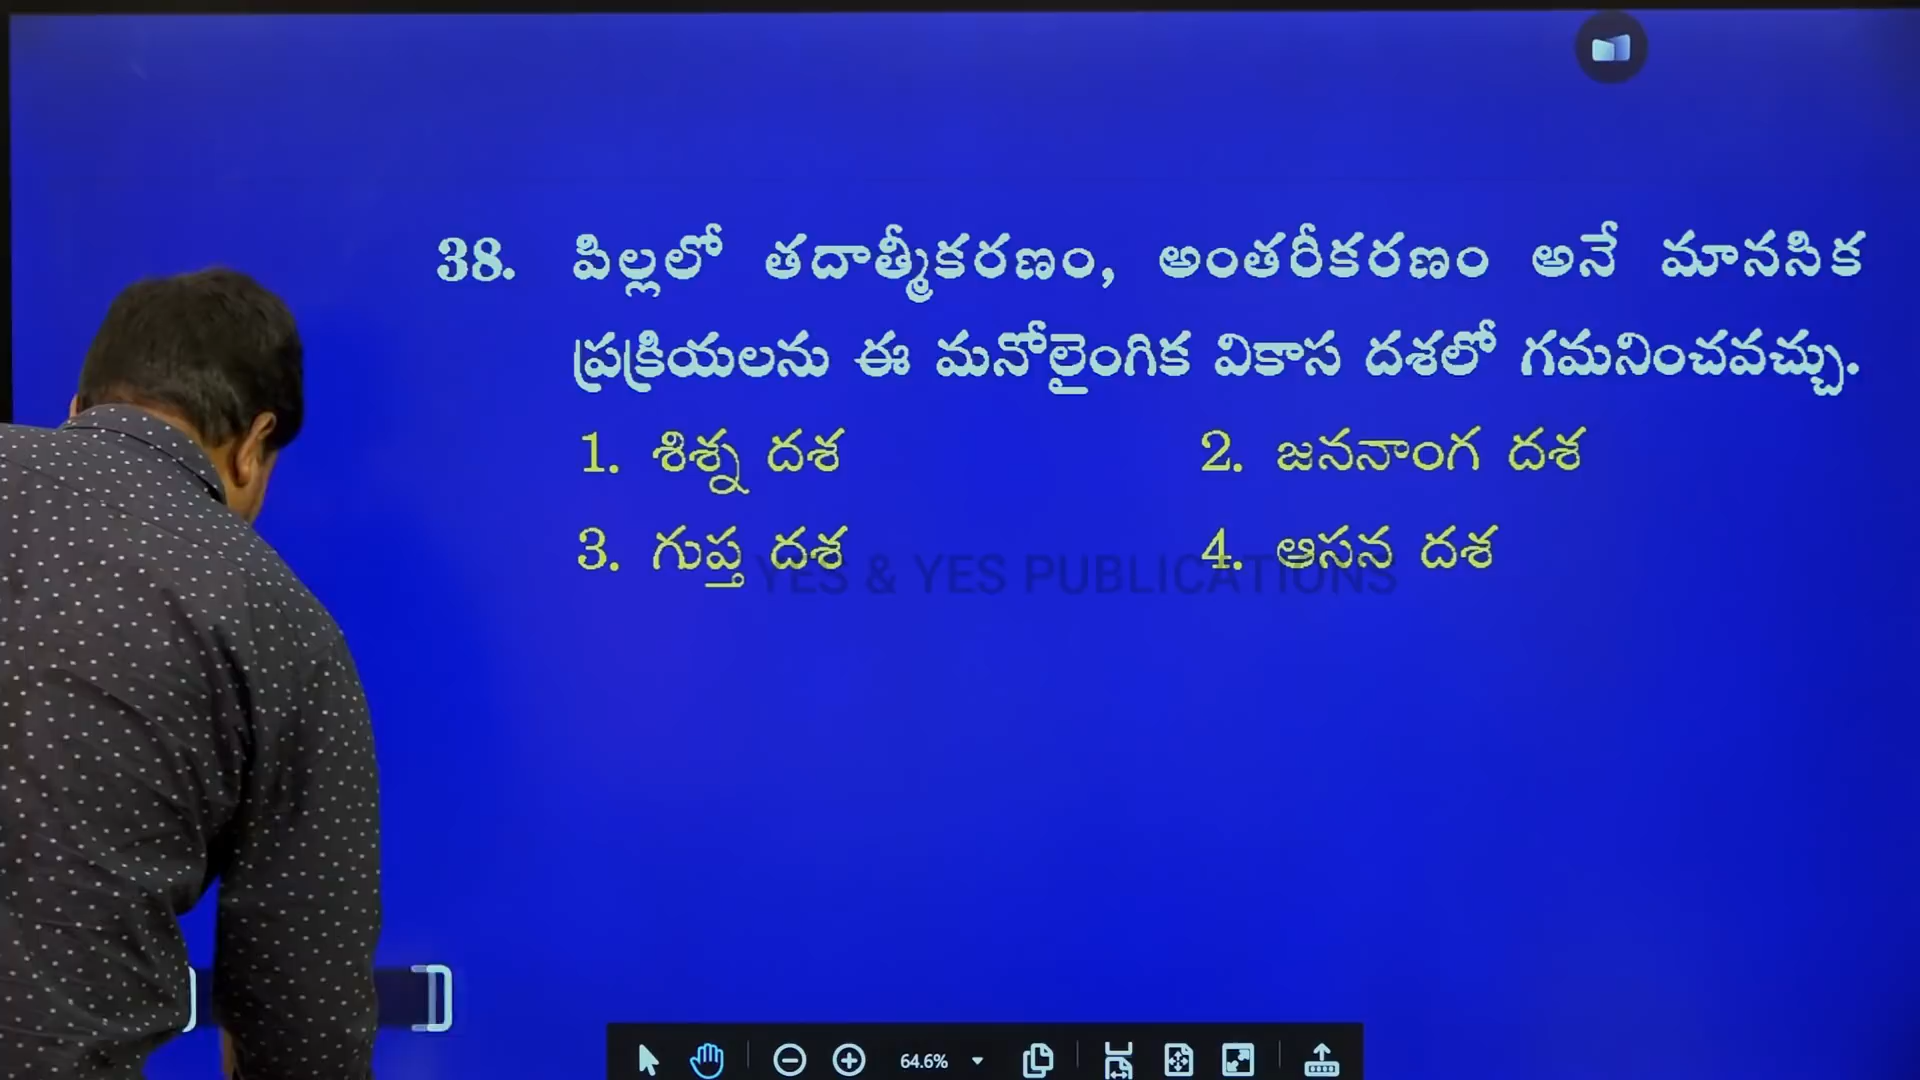 38. పిల్లలో తదాత్మీకరణం, అంతరీకరణం అనే మానసిక
ప్రక్రియలను ఈ మనోలైంగిక వికాస దశలో గమనించవచ్చు.
1. శిశ్న దశ 2. జననాంగ దశ
3. గుప్త దశ 4. ఆసన దశ
YES & YES PUBLICATIONS
64.6%